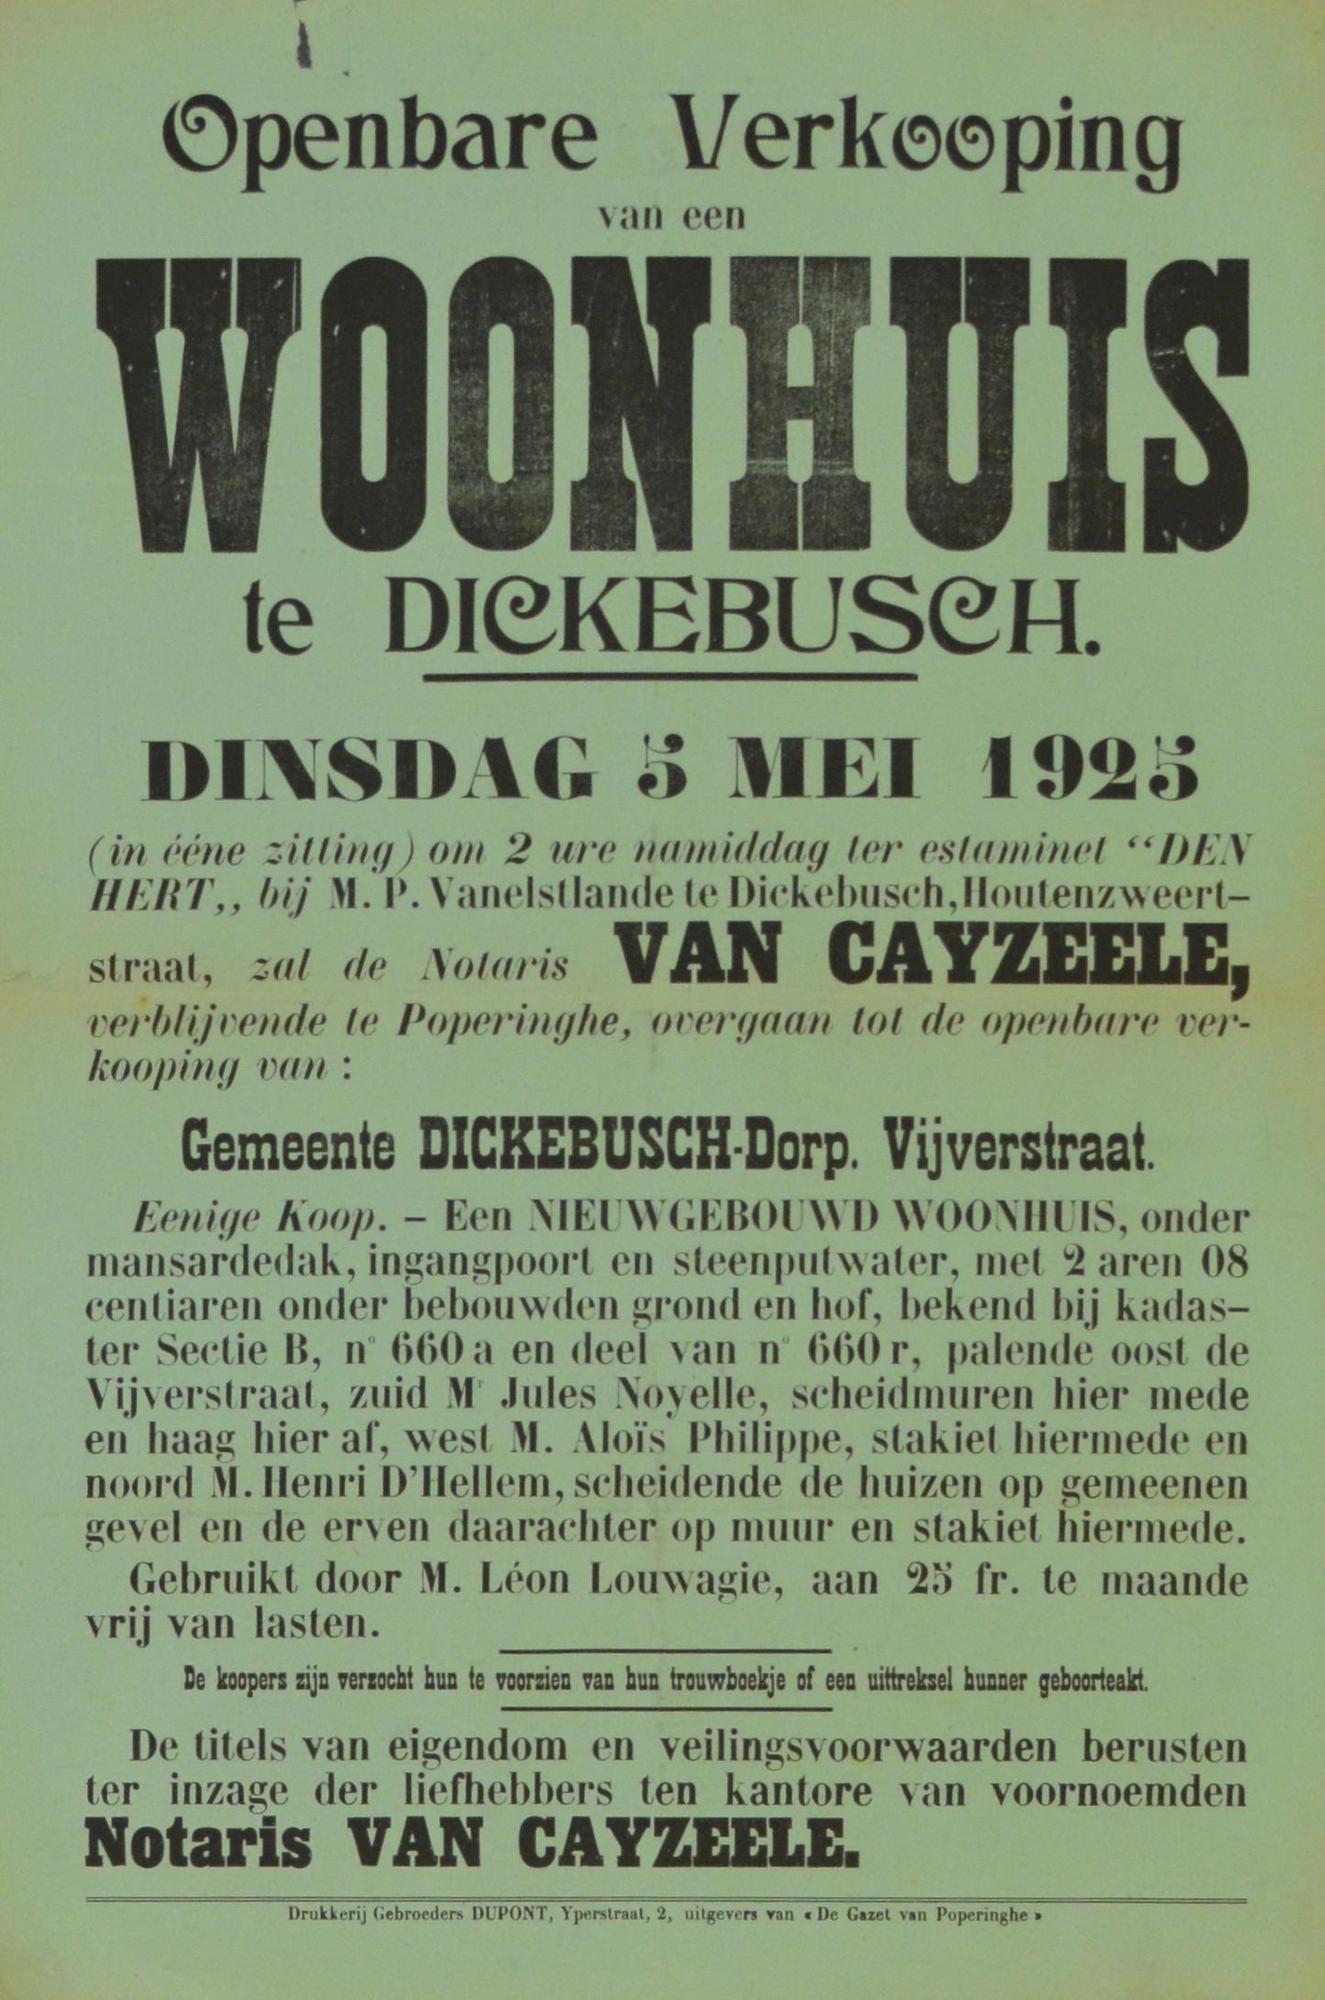 Openbare Verkooping
van een
WOONHUIS
te DICKEBUSCH.
DINSDAG 5 MEI 1925
(in ééne zitting) om 2 ure namiddag ter estaminet “DEN
HERT,, bij M. P. Vanelstlande te Dickebusch, Houtenzweert-
straat, zal de Notaris VAN CAYZEELE,
verblijvende te Poperinghe, overgaan tot de openbare ver-
kooping van :
Gemeente DICKEBUSCH-Dorp. Vijverstraat.
Eenige Koop. – Een NIEUWGEBOUWD WOONHUIS, onder
mansardedak, ingangpoort en steenputwater, met 2 aren 08
centiaren onder bebouwden grond en hof, bekend bij kadas-
ter Sectie B, n° 660 a en deel van n° 660 r, palende oost de
Vijverstraat, zuid Mr Jules Noyelle, scheidmuren hier mede
en haag hier af, west M. Aloïs Philippe, stakiet hiermede en
noord M. Henri D'Hellem, scheidende de huizen op gemeenen
gevel en de erven daarachter op muur en stakiet hiermede.
Gebruikt door M. Léon Louwagie, aan 25 fr. te maande
vrij van lasten.
De koopers zijn verzocht hun te voorzien van hun trouwboekje of een uittreksel hunner geboorteakt.
De titels van eigendom en veilingsvoorwaarden berusten
ter inzage der liefhebbers ten kantore van voornoemden
Notaris VAN CAYZEELE.
Drukkerij Gebroeders DUPONT, Yperstraat, 2, uitgevers van « De Gazet van Poperinghe »